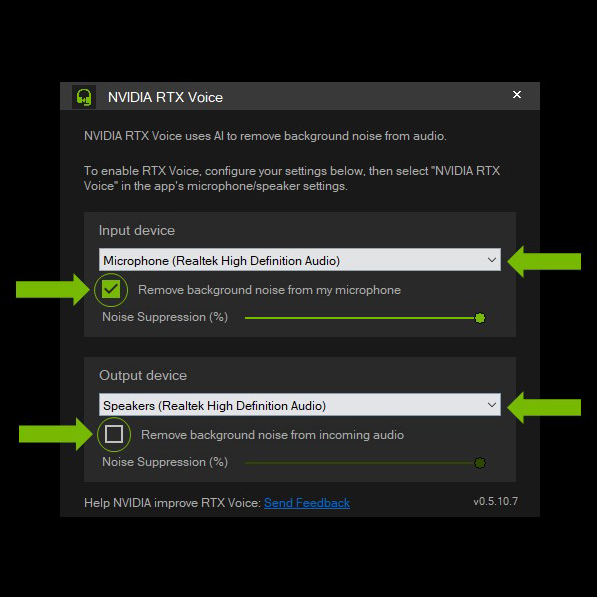 NVIDIA RTX Voice
NVIDIA RTX Voice uses AI to remove background noise from audio.
To enable RTX Voice, configure your settings below, then select "NVIDIA RTX
Voice" in the app's microphone/speaker settings.
Input device
Microphone (Realtek High Definition Audio)
Remove background noise from my microphone
Noise Suppression (%)
Output device
Speakers (Realtek High Definition Audio)
Remove background noise from incoming audio
Noise Suppression (%)
Help NVIDIA improve RTX Voice: Send Feedback v0.5.10.7